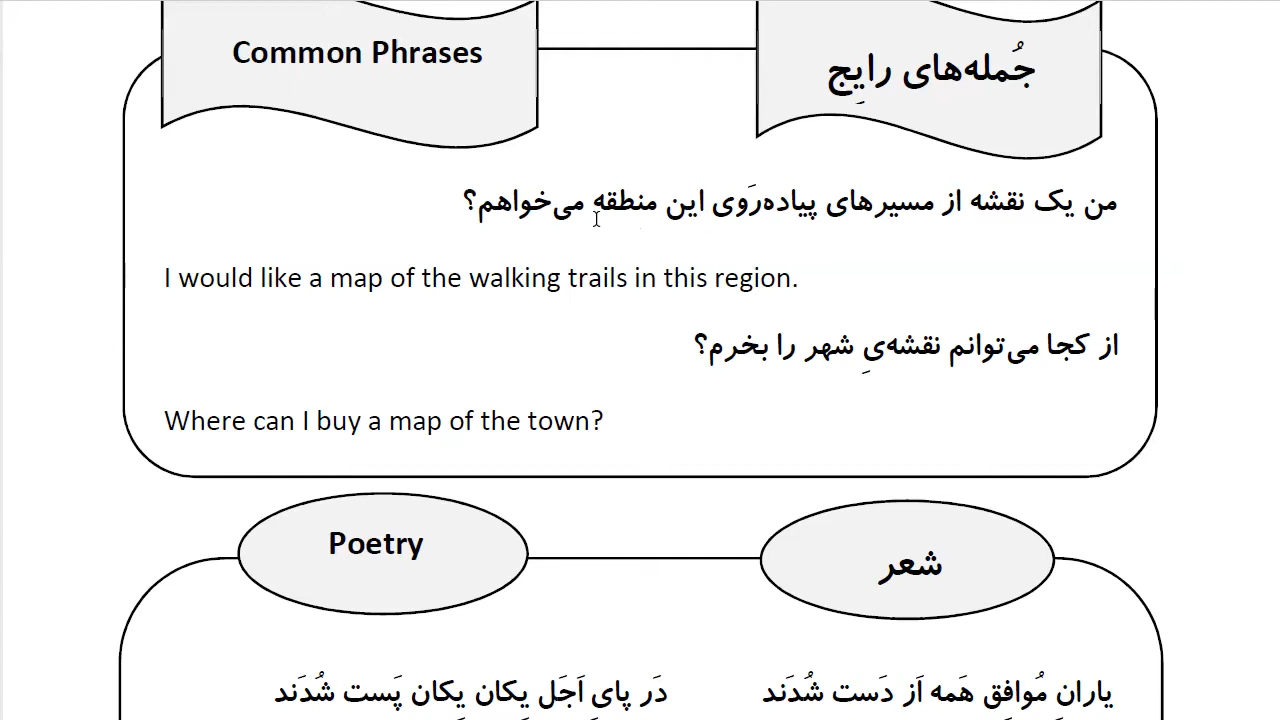 Common Phrases
جُمله‌های رایِج
من یک نقشه از مسیرهای پیاده‌رَوی این منطقه می‌خواهم؟
I would like a map of the walking trails in this region.
از کجا می‌توانم نقشه‌یِ شهر را بخرم؟
Where can I buy a map of the town?
Poetry
شعر
یاران مُوافق هَمه اَز دَست شُدَند دَر پای اَجَل یکان یکان پَست شُدَند